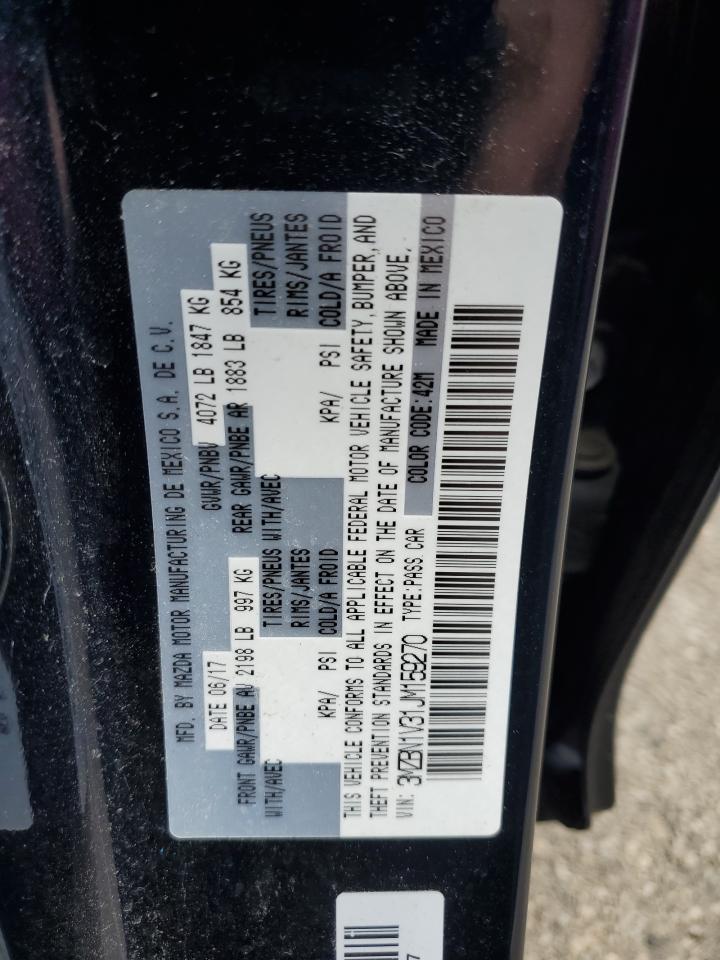 MFD. BY MAZDA MOTOR MANUFACTURING DE MEXICO S.A. DE C.V.
DATE 06/17 GVWR/PNBV 4072 LB 1847 KG
FRONT GAWR/PNBE AV 2198 LB 997 KG REAR GAWR/PNBE AR 1883 LB 854 KG
WITH/AVEC TIRES/PNEUS WITH/AVEC TIRES/PNEUS
RIMS/JANTES RIMS/JANTES
KPA/ PSI COLD/A FROID KPA/ PSI COLD/A FROID
THIS VEHICLE CONFORMS TO ALL APPLICABLE FEDERAL MOTOR VEHICLE SAFETY, BUMPER, AND
THEFT PREVENTION STANDARDS IN EFFECT ON THE DATE OF MANUFACTURE SHOWN ABOVE.
VIN: 3MZBN1V31JM159270 TYPE:PASS CAR COLOR CODE:42M MADE IN MEXICO
7